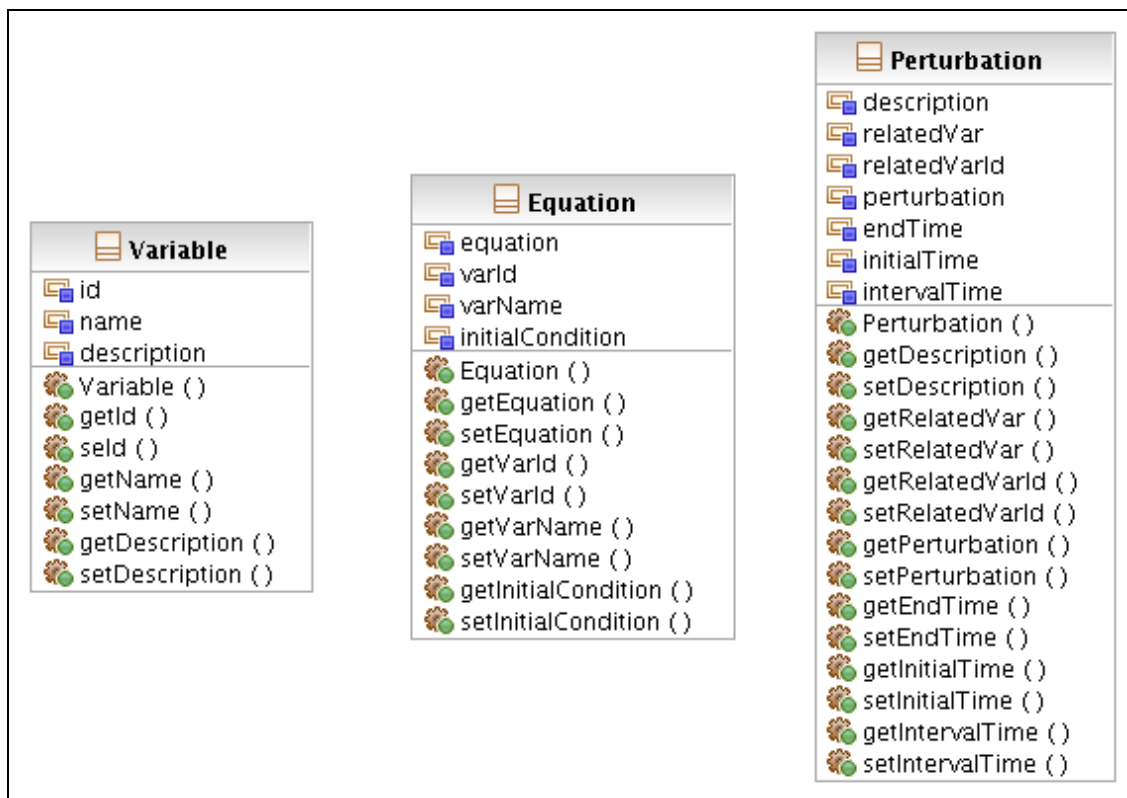 Variable
id
name
description
Variable ( )
getId ( )
seId ( )
getName ( )
setName ( )
getDescription ( )
setDescription ( )
Equation
equation
varId
varName
initialCondition
Equation ( )
getEquation ( )
setEquation ( )
getVarId ( )
setVarId ( )
getVarName ( )
setVarName ( )
getInitialCondition ( )
setInitialCondition ( )
Perturbation
description
relatedVar
relatedVarId
perturbation
endTime
initialTime
intervalTime
Perturbation ( )
getDescription ( )
setDescription ( )
getRelatedVar ( )
setRelatedVar ( )
getRelatedVarId ( )
setRelatedVarId ( )
getPerturbation ( )
setPerturbation ( )
getEndTime ( )
setEndTime ( )
getInitialTime ( )
setInitialTime ( )
getIntervalTime ( )
setIntervalTime ( )